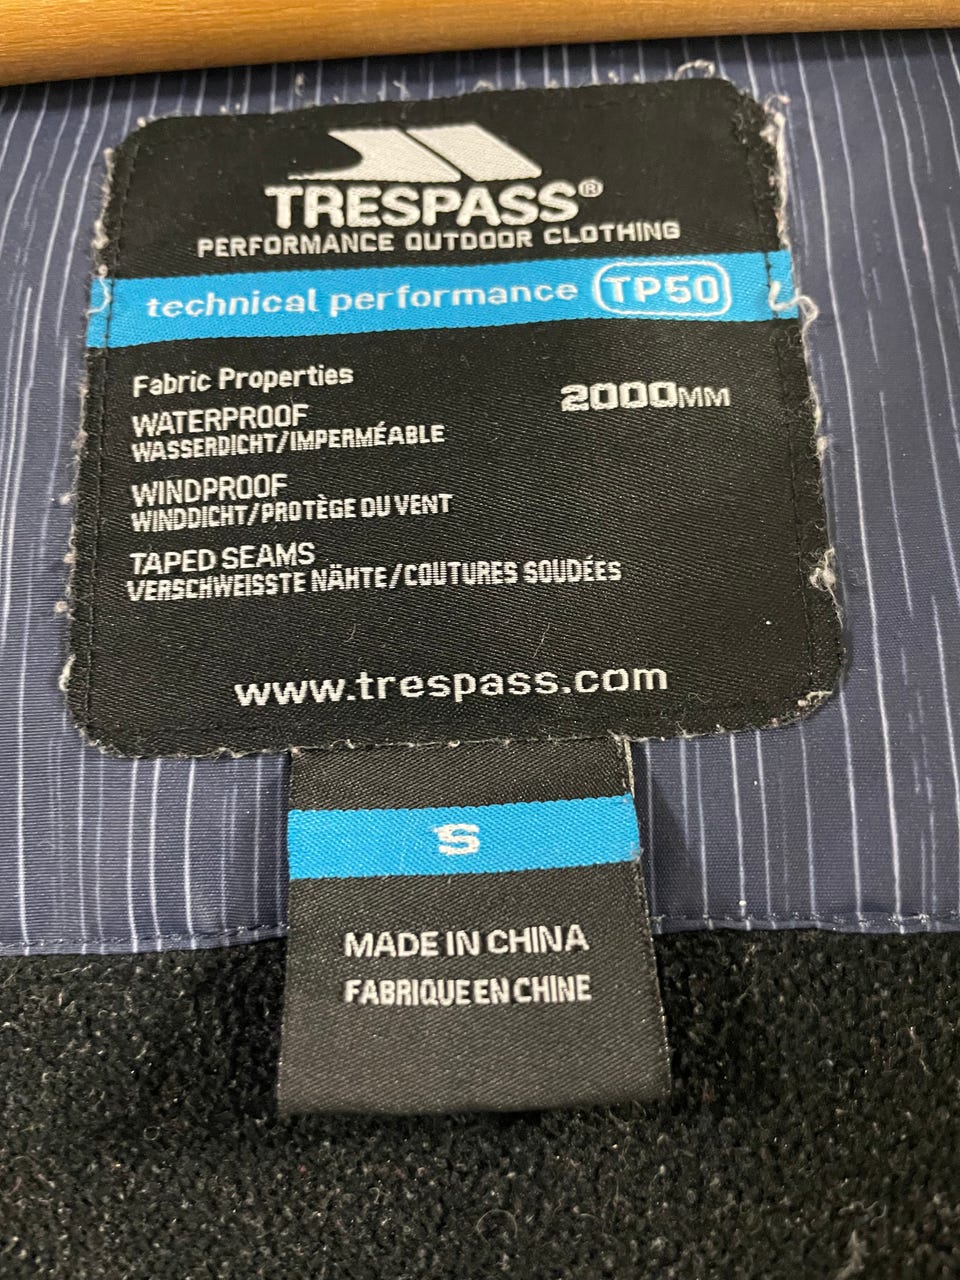 TRESPASS®
PERFORMANCE OUTDOOR CLOTHING
technical performance TP50
Fabric Properties
WATERPROOF 2000MM
WASSERDICHT/IMPERMÉABLE
WINDPROOF
WINDDICHT/PROTÈGE DU VENT
TAPED SEAMS
VERSCHWEISSTE NÄHTE/COUTURES SOUDÉES
www.trespass.com
S
MADE IN CHINA
FABRIQUE EN CHINE